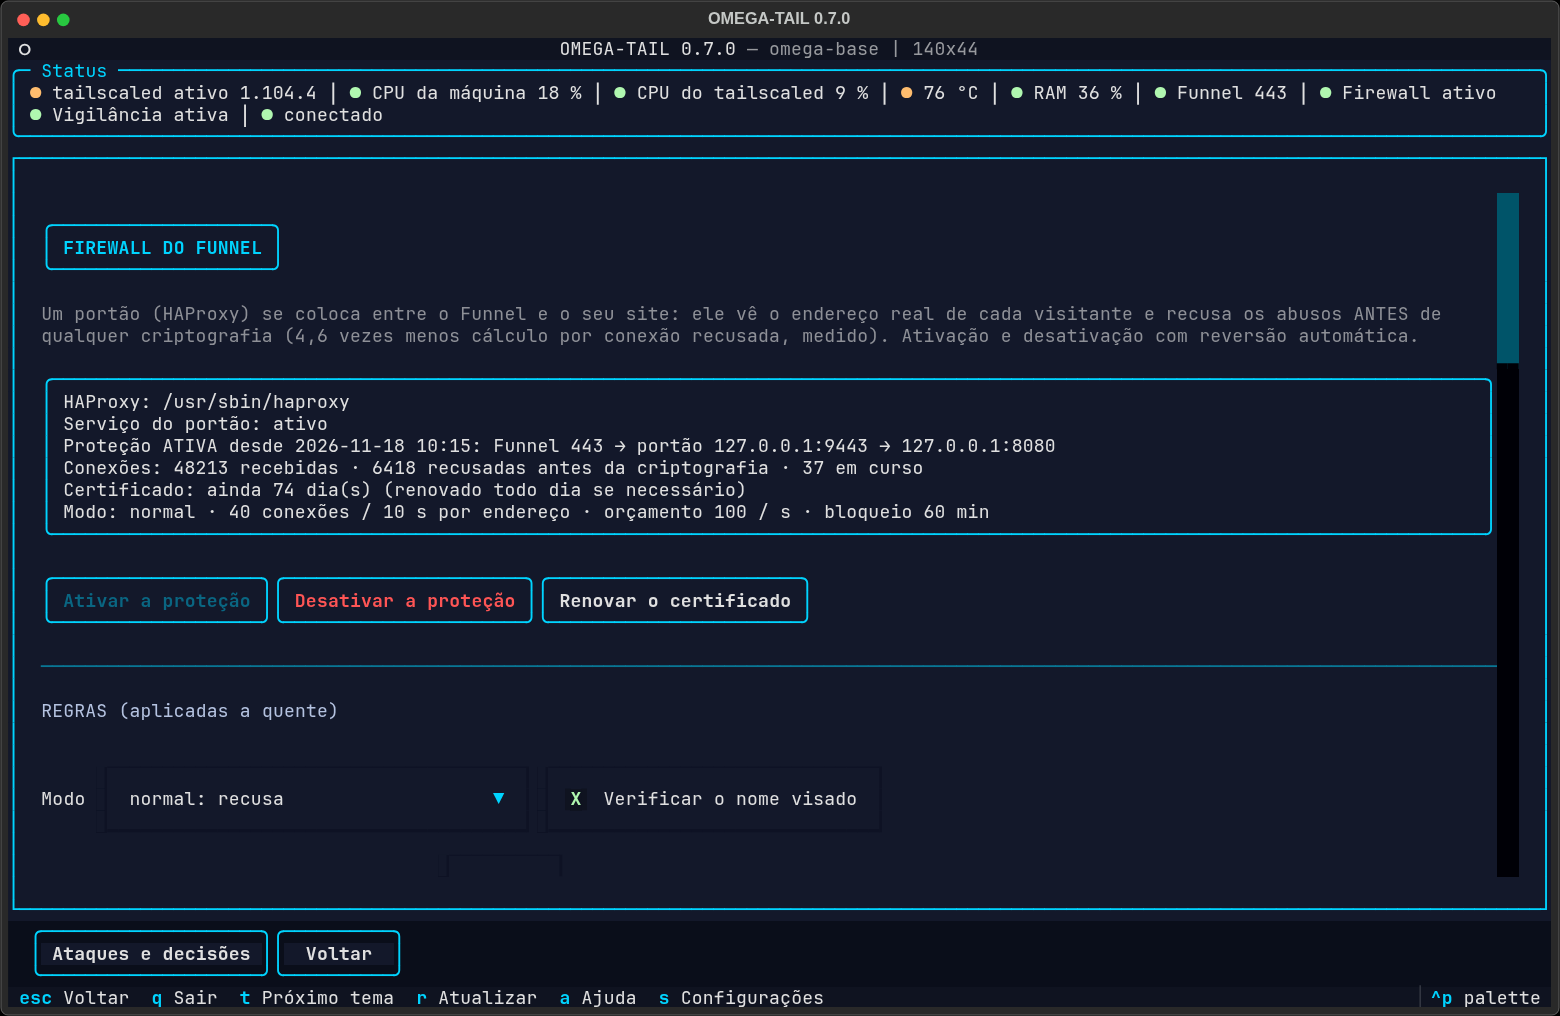 OMEGA-TAIL 0.7.0
OMEGA-TAIL 0.7.0 — omega-base | 140x44
Status
tailscaled ativo 1.104.4 │ ● CPU da máquina 18 % │ ● CPU do tailscaled 9 % │ ● 76 °C │ ● RAM 36 % │ ● Funnel 443 │ ● Firewall ativo
● Vigilância ativa │ ● conectado
FIREWALL DO FUNNEL
Um portão (HAProxy) se coloca entre o Funnel e o seu site: ele vê o endereço real de cada visitante e recusa os abusos ANTES de
qualquer criptografia (4,6 vezes menos cálculo por conexão recusada, medido). Ativação e desativação com reversão automática.
HAProxy: /usr/sbin/haproxy
Serviço do portão: ativo
Proteção ATIVA desde 2026-11-18 10:15: Funnel 443 → portão 127.0.0.1:9443 → 127.0.0.1:8080
Conexões: 48213 recebidas · 6418 recusadas antes da criptografia · 37 em curso
Certificado: ainda 74 dia(s) (renovado todo dia se necessário)
Modo: normal · 40 conexões / 10 s por endereço · orçamento 100 / s · bloqueio 60 min
Ativar a proteção Desativar a proteção Renovar o certificado
REGRAS (aplicadas a quente)
Modo normal: recusa ▼ X Verificar o nome visado
Ataques e decisões Voltar
esc Voltar q Sair t Próximo tema r Atualizar a Ajuda s Configurações ^p palette